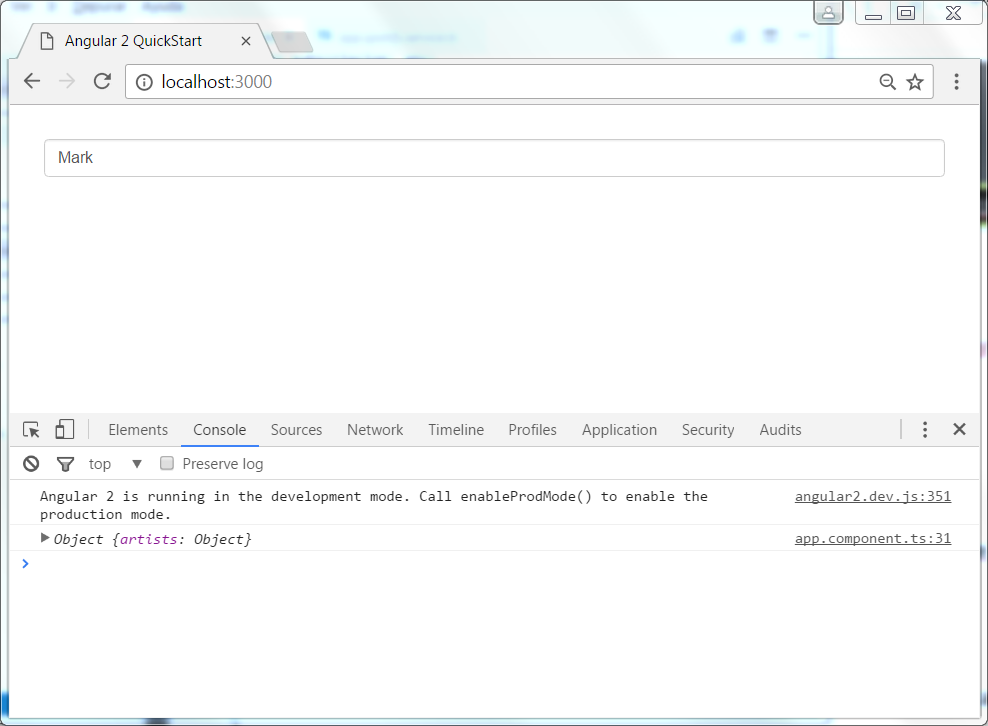 Ayuda
Angular 2 QuickStart
localhost:3000
Mark
Elements Console Sources Network Timeline Profiles Application Security Audits
top Preserve log
Angular 2 is running in the development mode. Call enableProdMode() to enable the angular2.dev.js:351
production mode.
Object {artists: Object} app.component.ts:31